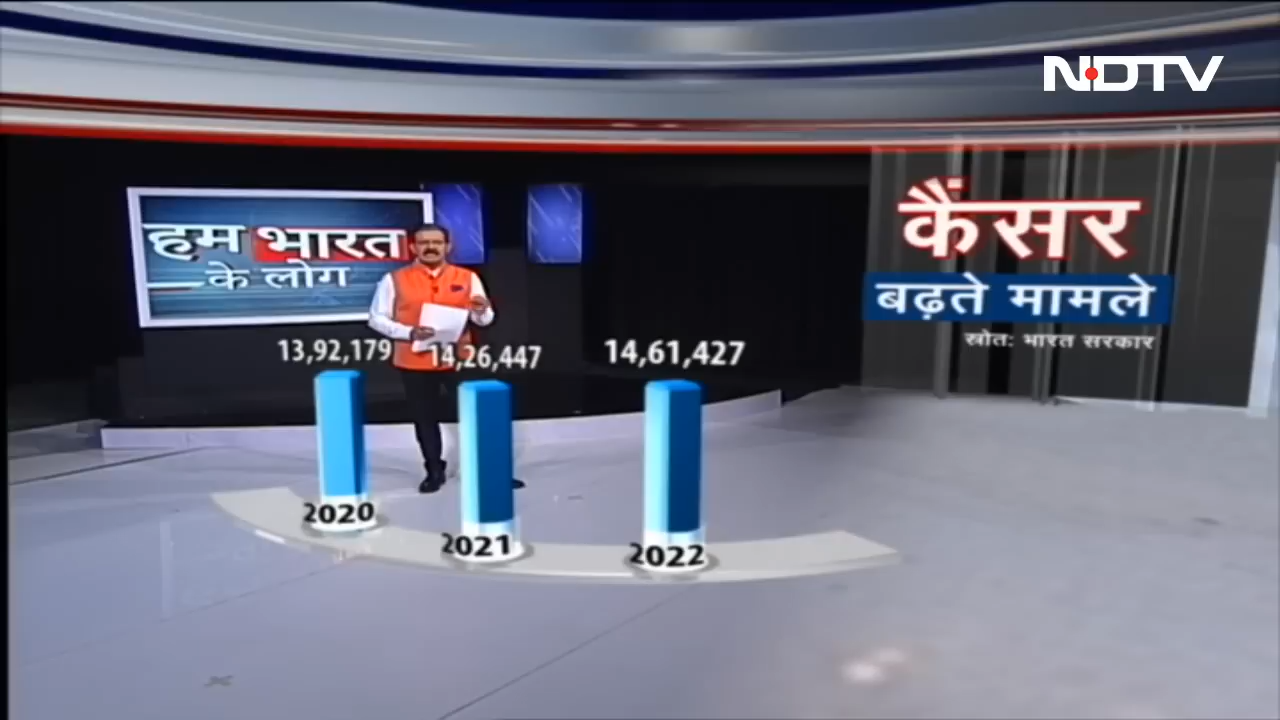 NDTV
हम भारत
के लोग
कैंसर
बढ़ते मामले
स्रोत: भारत सरकार
13,92,179
14,26,447
14,61,427
2020
2021
2022